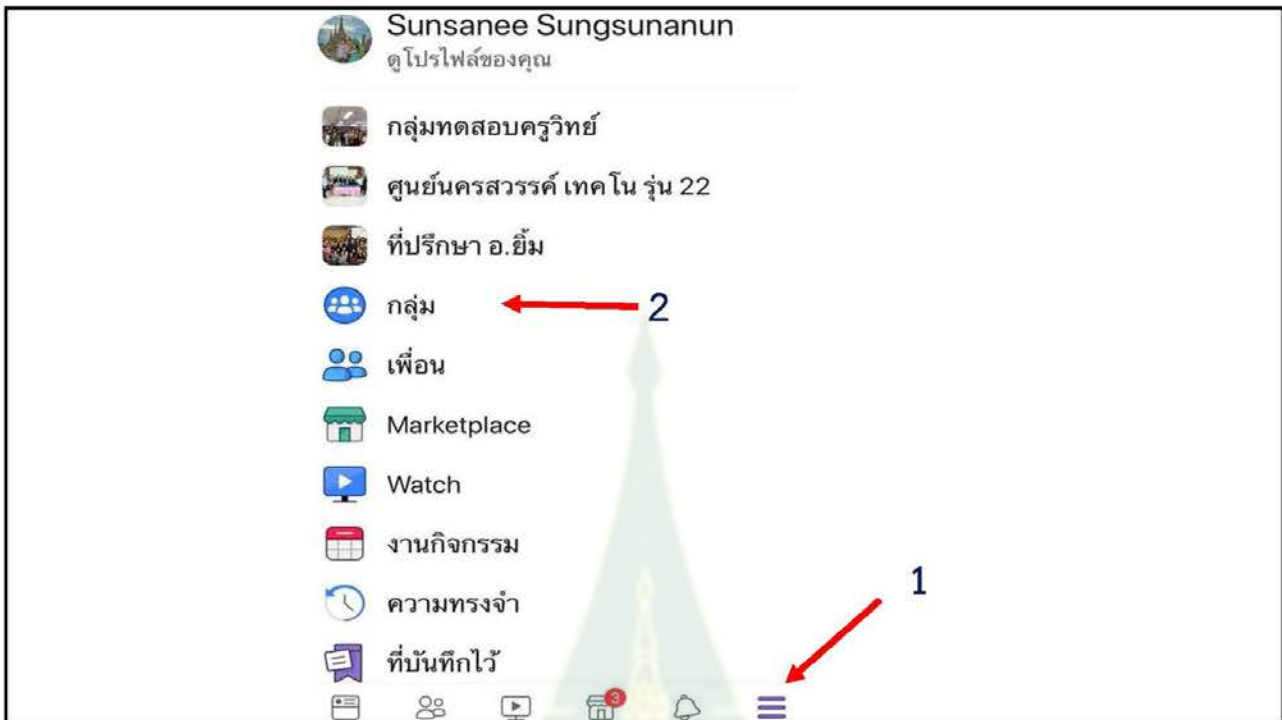 Sunsanee Sungsunanun
ดูโปรไฟล์ของคุณ
กลุ่มทดสอบครูวิทย์
ศูนย์นครสวรรค์ เทคโน รุ่น 22
ที่ปรึกษา อ.ยิ้ม
กลุ่ม 2
เพื่อน
Marketplace
Watch
งานกิจกรรม
ความทรงจำ
1
ที่บันทึกไว้
3